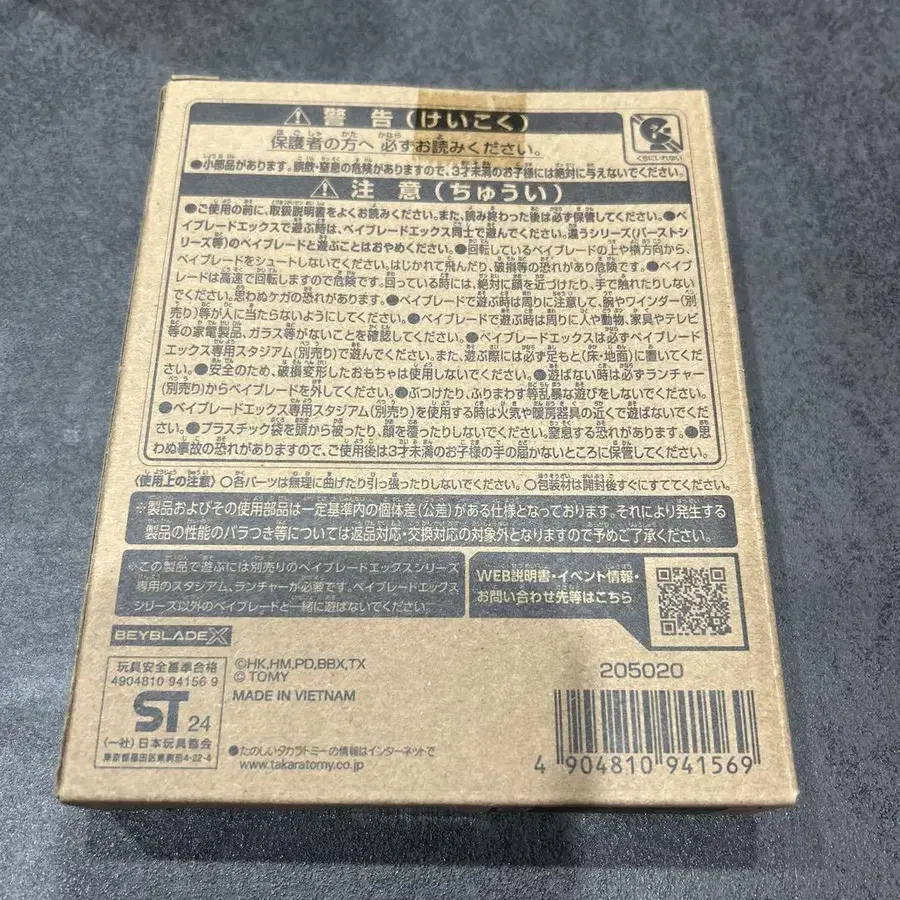 ⚠警告(けいこく)
保護者の方へ 必ずお読みください。
くちにいれない
●小部品があります。誤飲・窒息の危険がありますので、3才未満のお子様には絶対に与えないでください。
⚠注意(ちゅうい)
●ご使用の前に、取扱説明書をよくお読みください。また、読み終わった後は必ず保管してください。●ベイ
ブレードエックスで遊ぶ時は、ベイブレードエックス同士で遊んでください。違うシリーズ(バーストシ
リーズ等)のベイブレードと遊ぶことはおやめください。●回転しているベイブレードの上や横方向から、
ベイブレードをシュートしないでください。はじかれて飛んだり、破損等の恐れがあり危険です。●ベイブ
レードは高速で回転しますので危険です。回っている時には、絶対に顔を近づけたり、手で触れたりしない
でください。思わぬケガの恐れがあります。●ベイブレードで遊ぶ時は周りに注意して、腕やワインダー(別
売り)等が人に当たらないようにしてください。●ベイブレードで遊ぶ時は周りに人や動物、家具やテレビ
等の家電製品、ガラス等がないことを確認してください。●ベイブレードエックスは必ずベイブレード
エックス専用スタジアム(別売り)で遊んでください。また、遊ぶ際には必ず足もと(床・地面)に置いてくだ
さい。●安全のため、破損変形したおもちゃは使用しないでください。●遊ばない時は必ずランチャー
(別売り)からベイブレードを外してください。●ぶつけたり、ふりまわす等乱暴な遊びをしないでください。
●ベイブレードエックス専用スタジアム(別売り)を使用する時は火気や暖房器具の近くで遊ばないでくだ
さい。●プラスチック袋を頭から被ったり、顔を覆ったりしないでください。窒息する恐れがあります。●思
わぬ事故の恐れがありますので、ご使用後は3才未満のお子様の手の届かないところに保管してください。
〈使用上の注意〉○各パーツは無理に曲げたり引っ張ったりしないでください。○包装材は開封後すぐにすててください。
※製品およびその使用部品は一定基準内の個体差(公差)がある仕様となっております。それにより発生する
製品の性能のバラつき等については返品対応・交換対応の対象外となりますので予めご了承ください。
※この製品で遊ぶには別売りのベイブレードエックスシリーズ
専用のスタジアム、ランチャーが必要です。ベイブレードエックス
シリーズ以外のベイブレードと一緒に遊ばないでください。
WEB説明書・イベント情報・
お問い合わせ先等はこちら
BEYBLADE X
玩具安全基準合格
4904810 94156 9
ST 24
(一社)日本玩具協会
東京都墨田区東駒形4-22-4
©HK,HM,PD,BBX,TX
©TOMY
MADE IN VIETNAM
●たのしいタカラトミーの情報はインターネットで
www.takaratomy.co.jp
205020
4 904810 941569